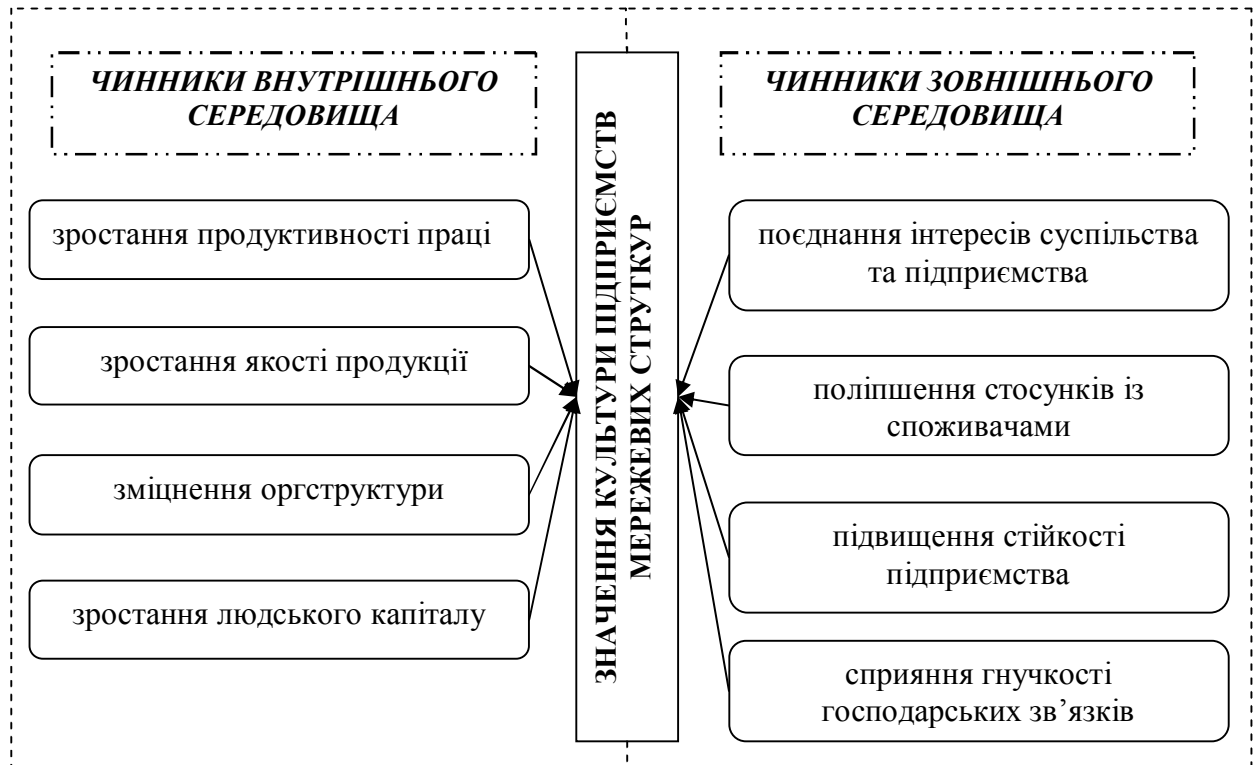 ЧИННИКИ ВНУТРІШНЬОГО
СЕРЕДОВИЩА
зростання продуктивності праці
зростання якості продукції
зміцнення оргструктури
зростання людського капіталу
ЗНАЧЕННЯ КУЛЬТУРИ ПІДПРИЄМСТВ
МЕРЕЖЕВИХ СТРУТКУР
ЧИННИКИ ЗОВНІШНЬОГО
СЕРЕДОВИЩА
поєднання інтересів суспільства
та підприємства
поліпшення стосунків із
споживачами
підвищення стійкості
підприємства
сприяння гнучкості
господарських зв’язків